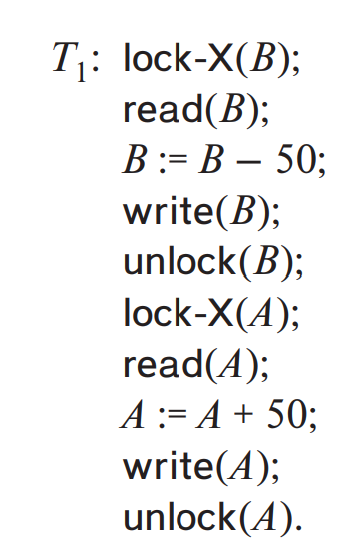 T₁: lock-X(B);
read(B);
B := B – 50;
write(B);
unlock(B);
lock-X(A);
read(A);
A := A + 50;
write(A);
unlock(A).